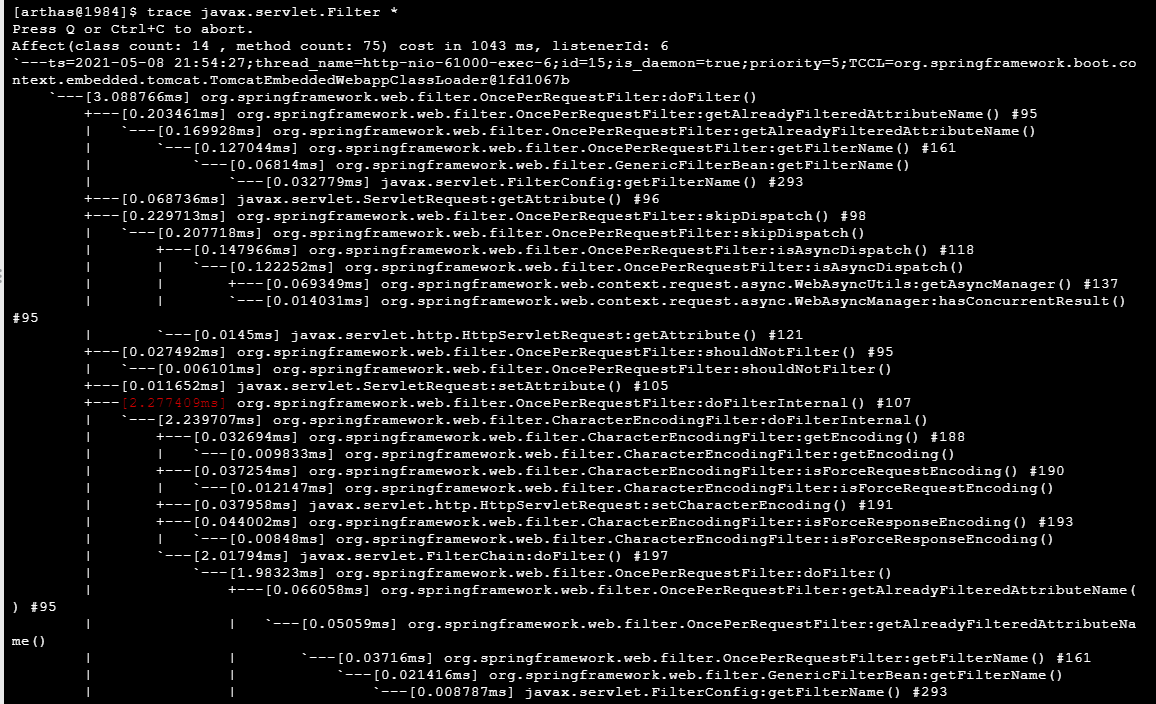 [arthas@1984]$ trace javax.servlet.Filter *
Press Q or Ctrl+C to abort.
Affect(class count: 14 , method count: 75) cost in 1043 ms, listenerId: 6
`---ts=2021-05-08 21:54:27;thread_name=http-nio-61000-exec-6;id=15;is_daemon=true;priority=5;TCCL=org.springframework.boot.co
ntext.embedded.tomcat.TomcatEmbeddedWebappClassLoader@1fd1067b
    `---[3.088766ms] org.springframework.web.filter.OncePerRequestFilter:doFilter()
        +---[0.203461ms] org.springframework.web.filter.OncePerRequestFilter:getAlreadyFilteredAttributeName() #95
        |   `---[0.169928ms] org.springframework.web.filter.OncePerRequestFilter:getAlreadyFilteredAttributeName()
        |       `---[0.127044ms] org.springframework.web.filter.OncePerRequestFilter:getFilterName() #161
        |           `---[0.06814ms] org.springframework.web.filter.GenericFilterBean:getFilterName()
        |               `---[0.032779ms] javax.servlet.FilterConfig:getFilterName() #293
        +---[0.068736ms] javax.servlet.ServletRequest:getAttribute() #96
        +---[0.229713ms] org.springframework.web.filter.OncePerRequestFilter:skipDispatch() #98
        |   `---[0.207718ms] org.springframework.web.filter.OncePerRequestFilter:skipDispatch()
        |       +---[0.147966ms] org.springframework.web.filter.OncePerRequestFilter:isAsyncDispatch() #118
        |       |   `---[0.122252ms] org.springframework.web.filter.OncePerRequestFilter:isAsyncDispatch()
        |       |       +---[0.069349ms] org.springframework.web.context.request.async.WebAsyncUtils:getAsyncManager() #137
        |       |       `---[0.014031ms] org.springframework.web.context.request.async.WebAsyncManager:hasConcurrentResult()
#95
        |       `---[0.0145ms] javax.servlet.http.HttpServletRequest:getAttribute() #121
        +---[0.027492ms] org.springframework.web.filter.OncePerRequestFilter:shouldNotFilter() #95
        |   `---[0.006101ms] org.springframework.web.filter.OncePerRequestFilter:shouldNotFilter()
        +---[0.011652ms] javax.servlet.ServletRequest:setAttribute() #105
        +---[2.277409ms] org.springframework.web.filter.OncePerRequestFilter:doFilterInternal() #107
        |   `---[2.239707ms] org.springframework.web.filter.CharacterEncodingFilter:doFilterInternal()
        |       +---[0.032694ms] org.springframework.web.filter.CharacterEncodingFilter:getEncoding() #188
        |       |   `---[0.009833ms] org.springframework.web.filter.CharacterEncodingFilter:getEncoding()
        |       +---[0.037254ms] org.springframework.web.filter.CharacterEncodingFilter:isForceRequestEncoding() #190
        |       |   `---[0.012147ms] org.springframework.web.filter.CharacterEncodingFilter:isForceRequestEncoding()
        |       +---[0.037958ms] javax.servlet.http.HttpServletRequest:setCharacterEncoding() #191
        |       +---[0.044002ms] org.springframework.web.filter.CharacterEncodingFilter:isForceResponseEncoding() #193
        |       |   `---[0.00848ms] org.springframework.web.filter.CharacterEncodingFilter:isForceResponseEncoding()
        |       `---[2.01794ms] javax.servlet.FilterChain:doFilter() #197
        |           `---[1.98323ms] org.springframework.web.filter.OncePerRequestFilter:doFilter()
        |               +---[0.066058ms] org.springframework.web.filter.OncePerRequestFilter:getAlreadyFilteredAttributeName(
) #95
        |               |   `---[0.05059ms] org.springframework.web.filter.OncePerRequestFilter:getAlreadyFilteredAttributeNa
me()
        |               |       `---[0.03716ms] org.springframework.web.filter.OncePerRequestFilter:getFilterName() #161
        |               |           `---[0.021416ms] org.springframework.web.filter.GenericFilterBean:getFilterName()
        |               |               `---[0.008787ms] javax.servlet.FilterConfig:getFilterName() #293